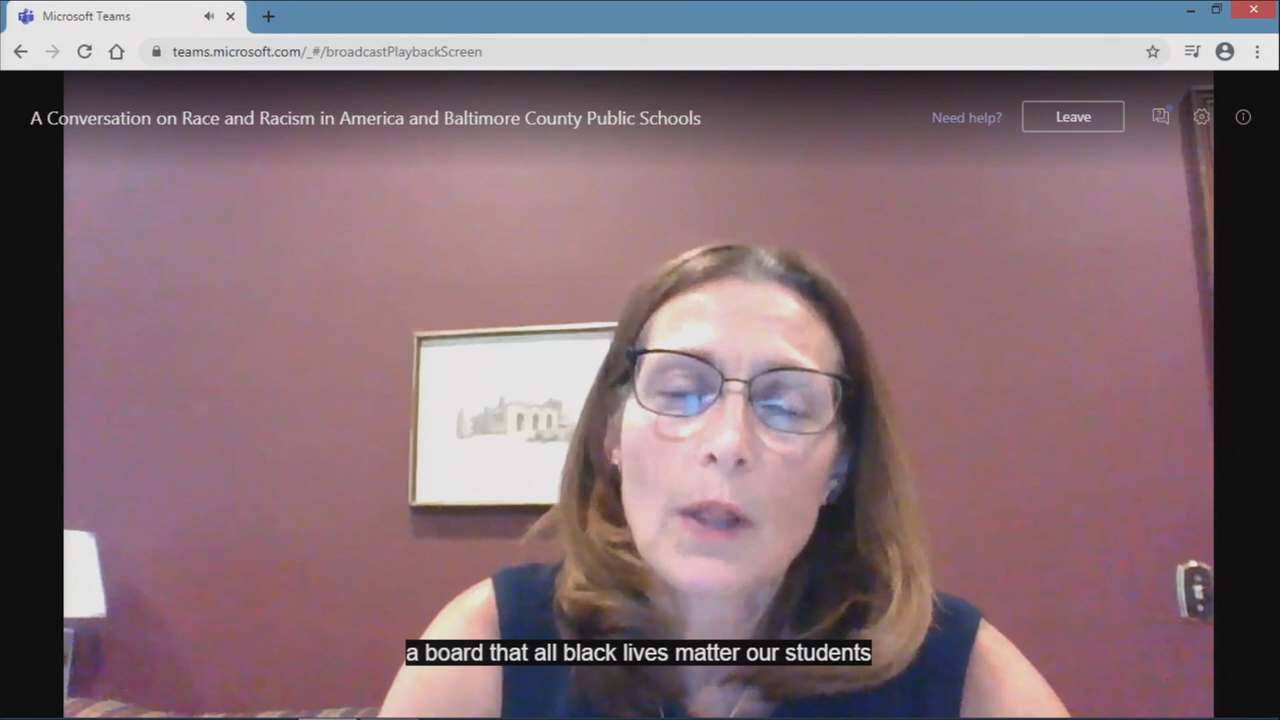 Microsoft Teams
teams.microsoft.com/_#/broadcastPlaybackScreen
A Conversation on Race and Racism in America and Baltimore County Public Schools
Need help?
Leave
a board that all black lives matter our students